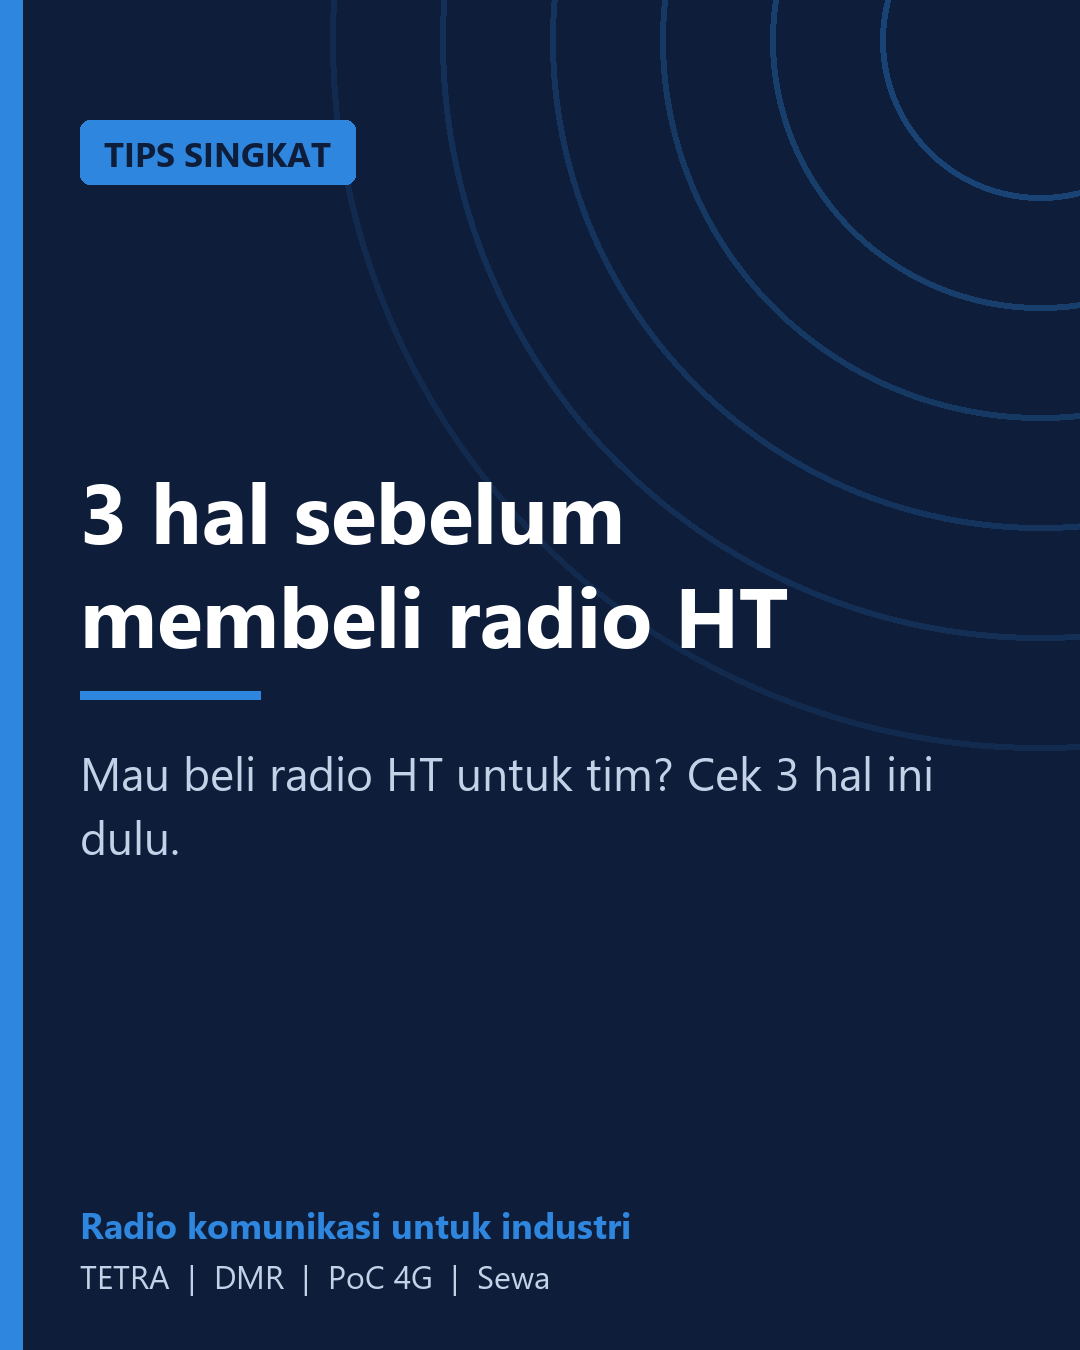 TIPS SINGKAT
3 hal sebelum
membeli radio HT
Mau beli radio HT untuk tim? Cek 3 hal ini
dulu.
Radio komunikasi untuk industri
TETRA | DMR | PoC 4G | Sewa